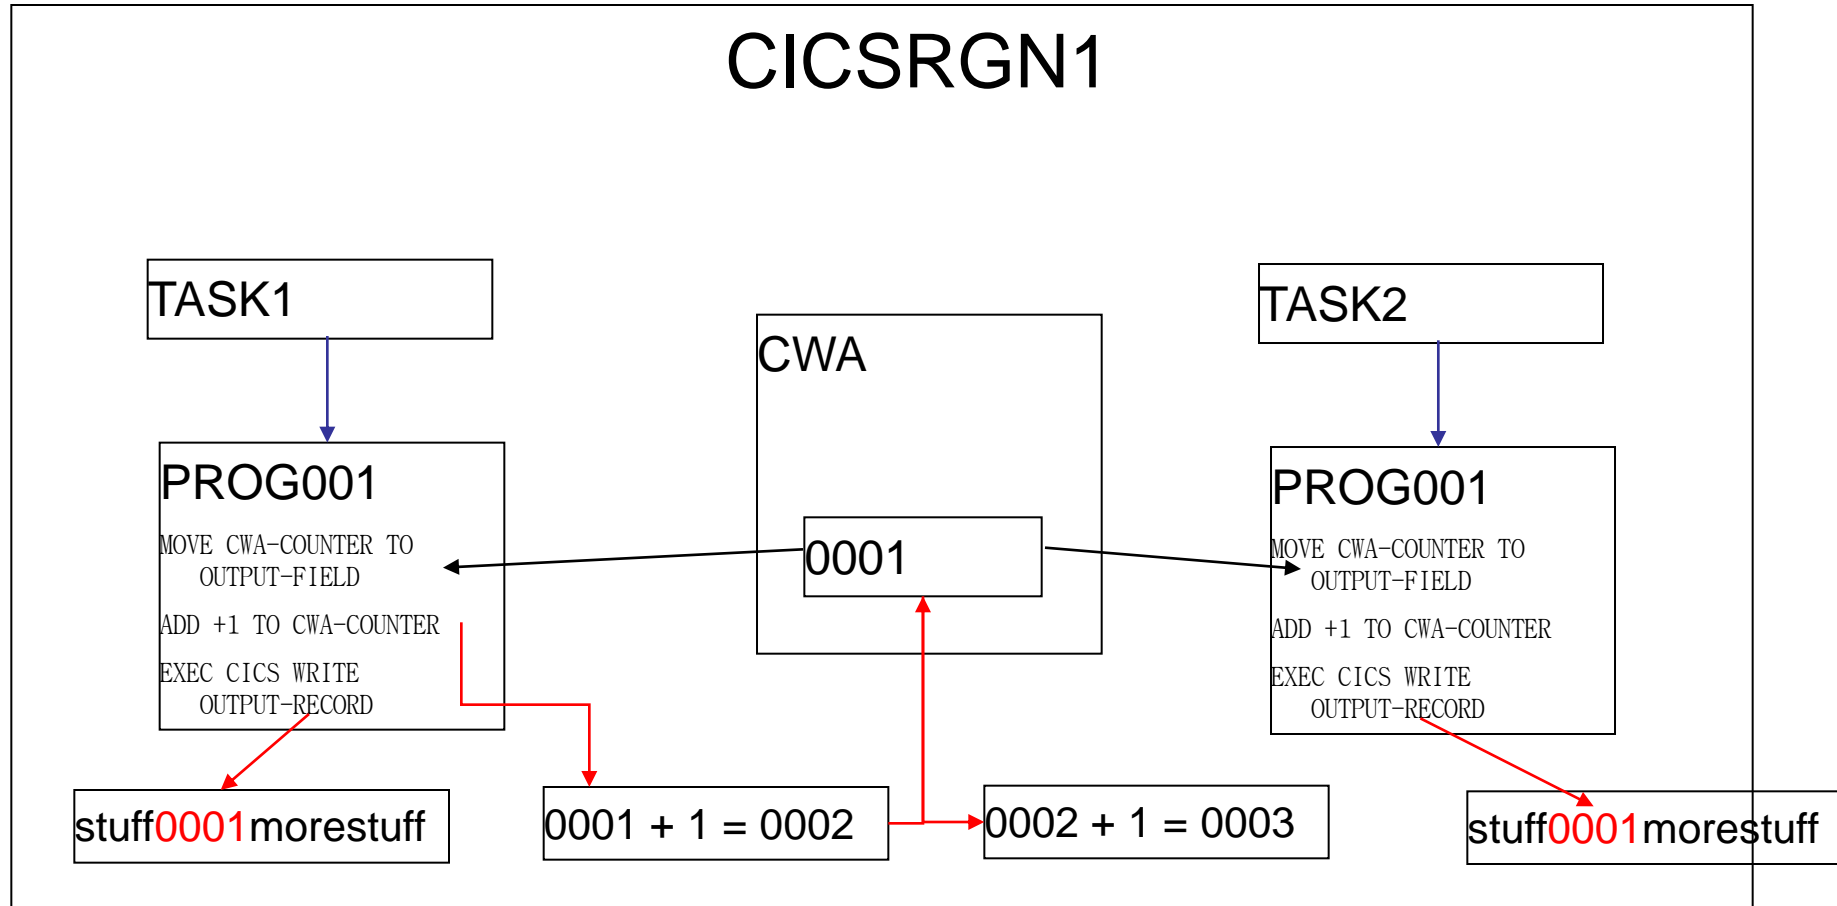 CICSRGN1
TASK1
TASK2
CWA
PROG001
MOVE CWA-COUNTER TO
OUTPUT-FIELD
ADD +1 TO CWA-COUNTER
EXEC CICS WRITE
OUTPUT-RECORD
0001
PROG001
MOVE CWA-COUNTER TO
OUTPUT-FIELD
ADD +1 TO CWA-COUNTER
EXEC CICS WRITE
OUTPUT-RECORD
stuff0001morestuff
0001 + 1 = 0002
0002 + 1 = 0003
stuff0001morestuff